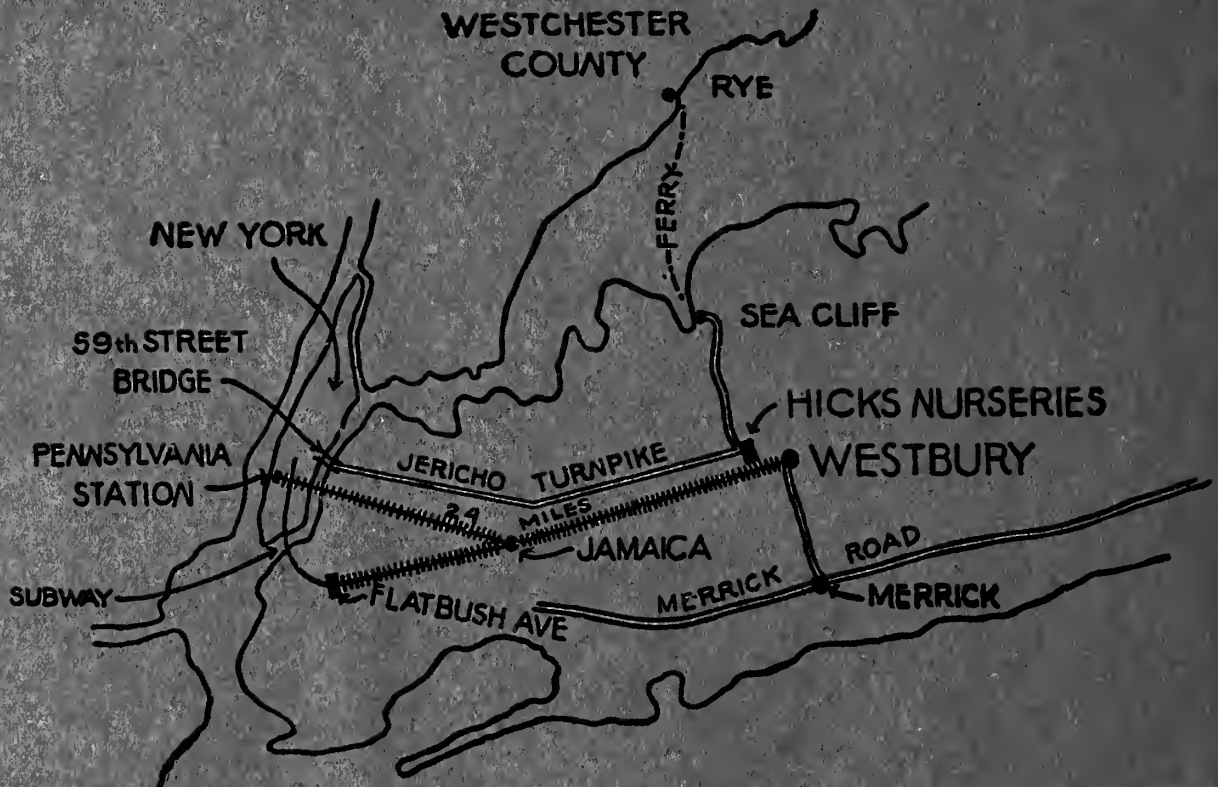 WESTCHESTER
COUNTY
RYE
FERRY
NEW YORK
SEA CLIFF
59th STREET
BRIDGE
HICKS NURSERIES
PENNSYLVANIA
STATION
JERICHO TURNPIKE
WESTBURY
24 MILES
JAMAICA
SUBWAY
FLATBUSH AVE
MERRICK ROAD
MERRICK